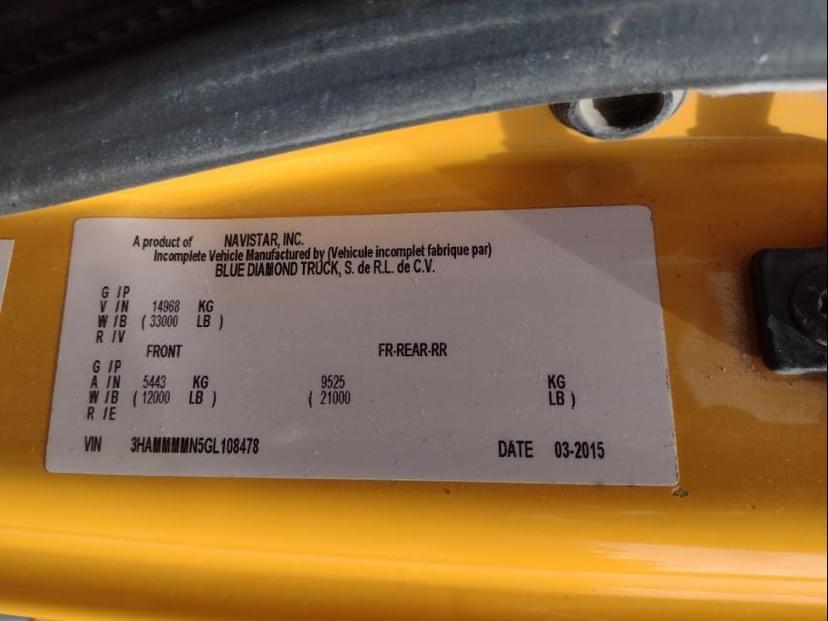 A product of NAVISTAR, INC.
Incomplete Vehicle Manufactured by (Vehicule incomplet fabrique par)
BLUE DIAMOND TRUCK, S. de R.L. de C.V.
G /P
V /N 14968 KG
W /B ( 33000 LB )
R /V
FRONT FR-REAR-RR
G /P
A /N 5443 KG 9525 KG
W /B ( 12000 LB ) ( 21000 LB )
R /E
VIN 3HAMMMMN5GL108478 DATE 03-2015